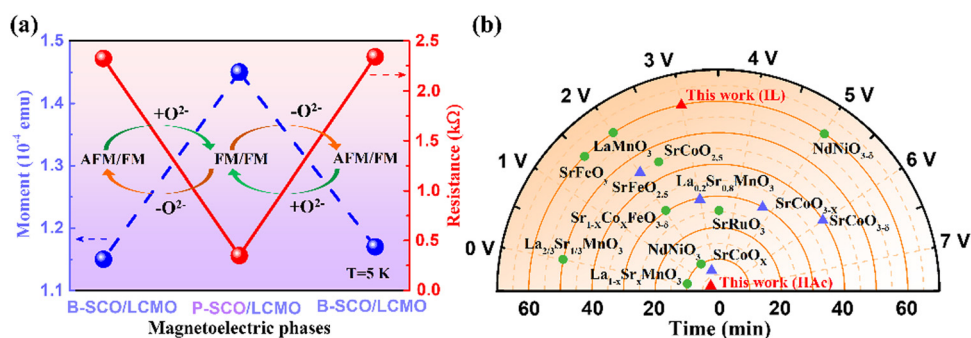 (a)
1.5
1.4
1.3
1.2
1.1
Moment (10⁻⁴ emu)
2.5
2.0
1.5
1.0
0.5
0.0
Resistance (kΩ)
+O²⁻
-O²⁻
AFM/FM
FM/FM
AFM/FM
-O²⁻
+O²⁻
T=5 K
B-SCO/LCMO
P-SCO/LCMO
B-SCO/LCMO
Magnetoelectric phases
(b)
0 V
1 V
2 V
3 V
4 V
5 V
6 V
7 V
This work (IL)
LaMnO₃
SrCoO₂.₅
NdNiO₃₋δ
SrFeO₃
SrFeO₂.₅
La₀.₂Sr₀.₈MnO₃
SrCoO₃₋ₓ
SrCoO₃₋δ
Sr₁₋ₓCoₓFeO₃₋δ
SrRuO₃
La₂/₃Sr₁/₃MnO₃
NdNiO₃
SrCoOₓ
La₁₋ₓSrₓMnO₃
This work (HAc)
60
40
20
0
20
40
60
Time (min)